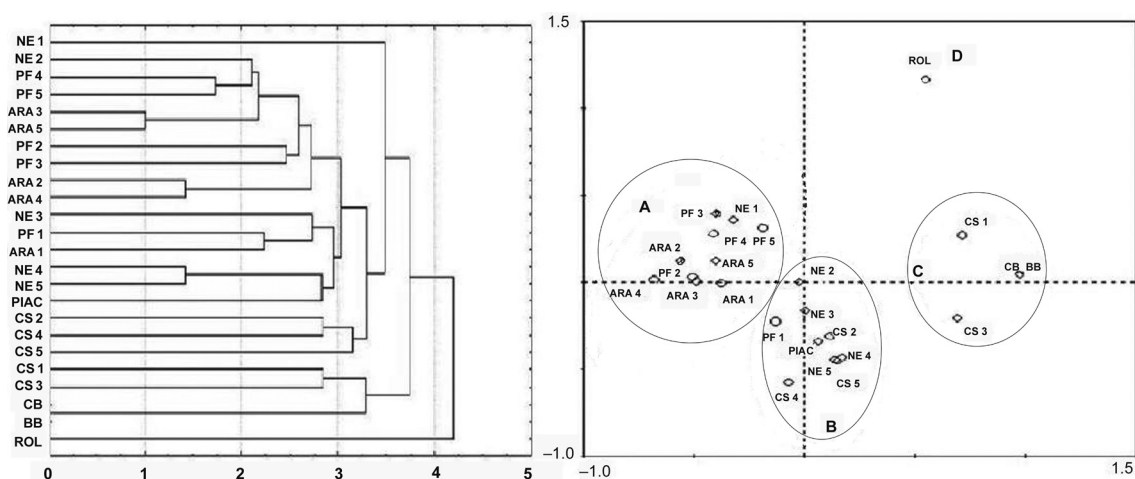 NE 1
NE 2
PF 4
PF 5
ARA 3
ARA 5
PF 2
PF 3
ARA 2
ARA 4
NE 3
PF 1
ARA 1
NE 4
NE 5
PIAC
CS 2
CS 4
CS 5
CS 1
CS 3
CB
BB
ROL
0 1 2 3 4 5
1.5
ROL D
A
PF 3 NE 1
PF 4 PF 5
ARA 2
PF 2 ARA 5
ARA 4 ARA 3 ARA 1
CS 1
C CB BB
CS 3
NE 2
NE 3
PF 1 CS 2
PIAC NE 4
NE 5
CS 4 CS 5
B
–1.0
–1.0 1.5